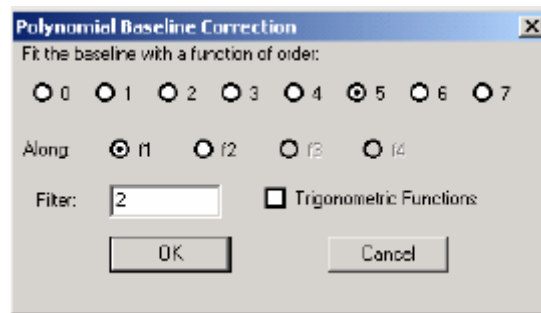 Polynomial Baseline Correction
Fit the baseline with a function of order:
0 1 2 3 4 5 6 7
Along f1 f2 f3 f4
Filter: 2 Trigonometric Functions
OK Cancel